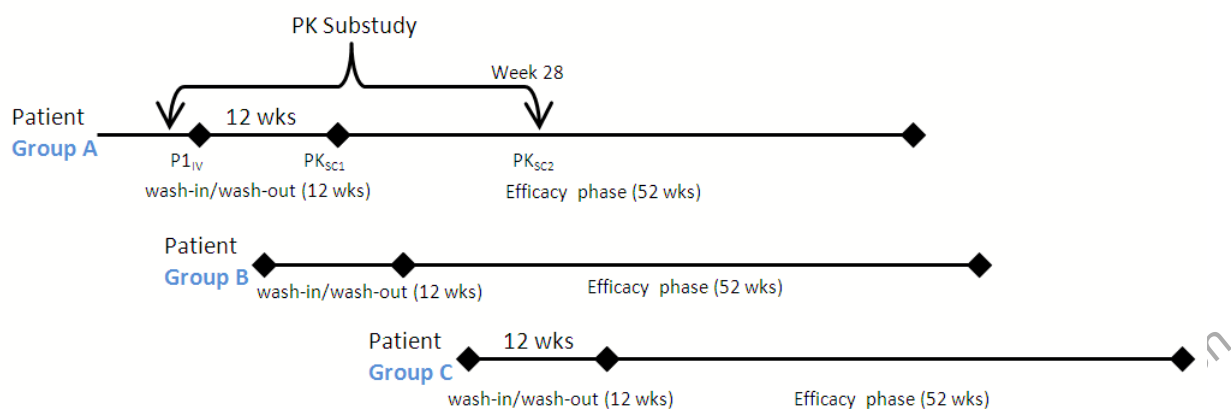 PK Substudy
Week 28
Patient
Group A
12 wks
P1IV
PKSC1
PKSC2
wash-in/wash-out (12 wks)
Efficacy phase (52 wks)
Patient
Group B
wash-in/wash-out (12 wks)
Efficacy phase (52 wks)
Patient
Group C
12 wks
wash-in/wash-out (12 wks)
Efficacy phase (52 wks)